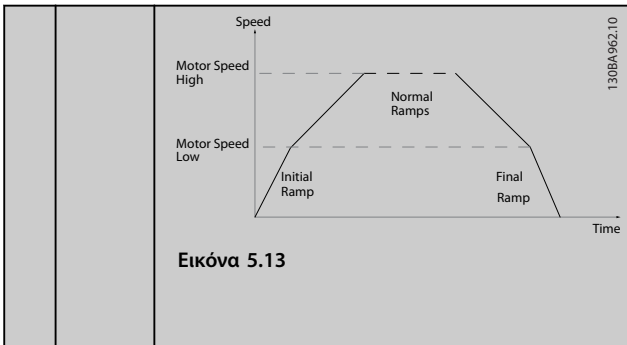 Speed
130BA962.10
Motor Speed
High
Normal
Ramps
Motor Speed
Low
Initial
Ramp
Final
Ramp
Time
Εικόνα 5.13